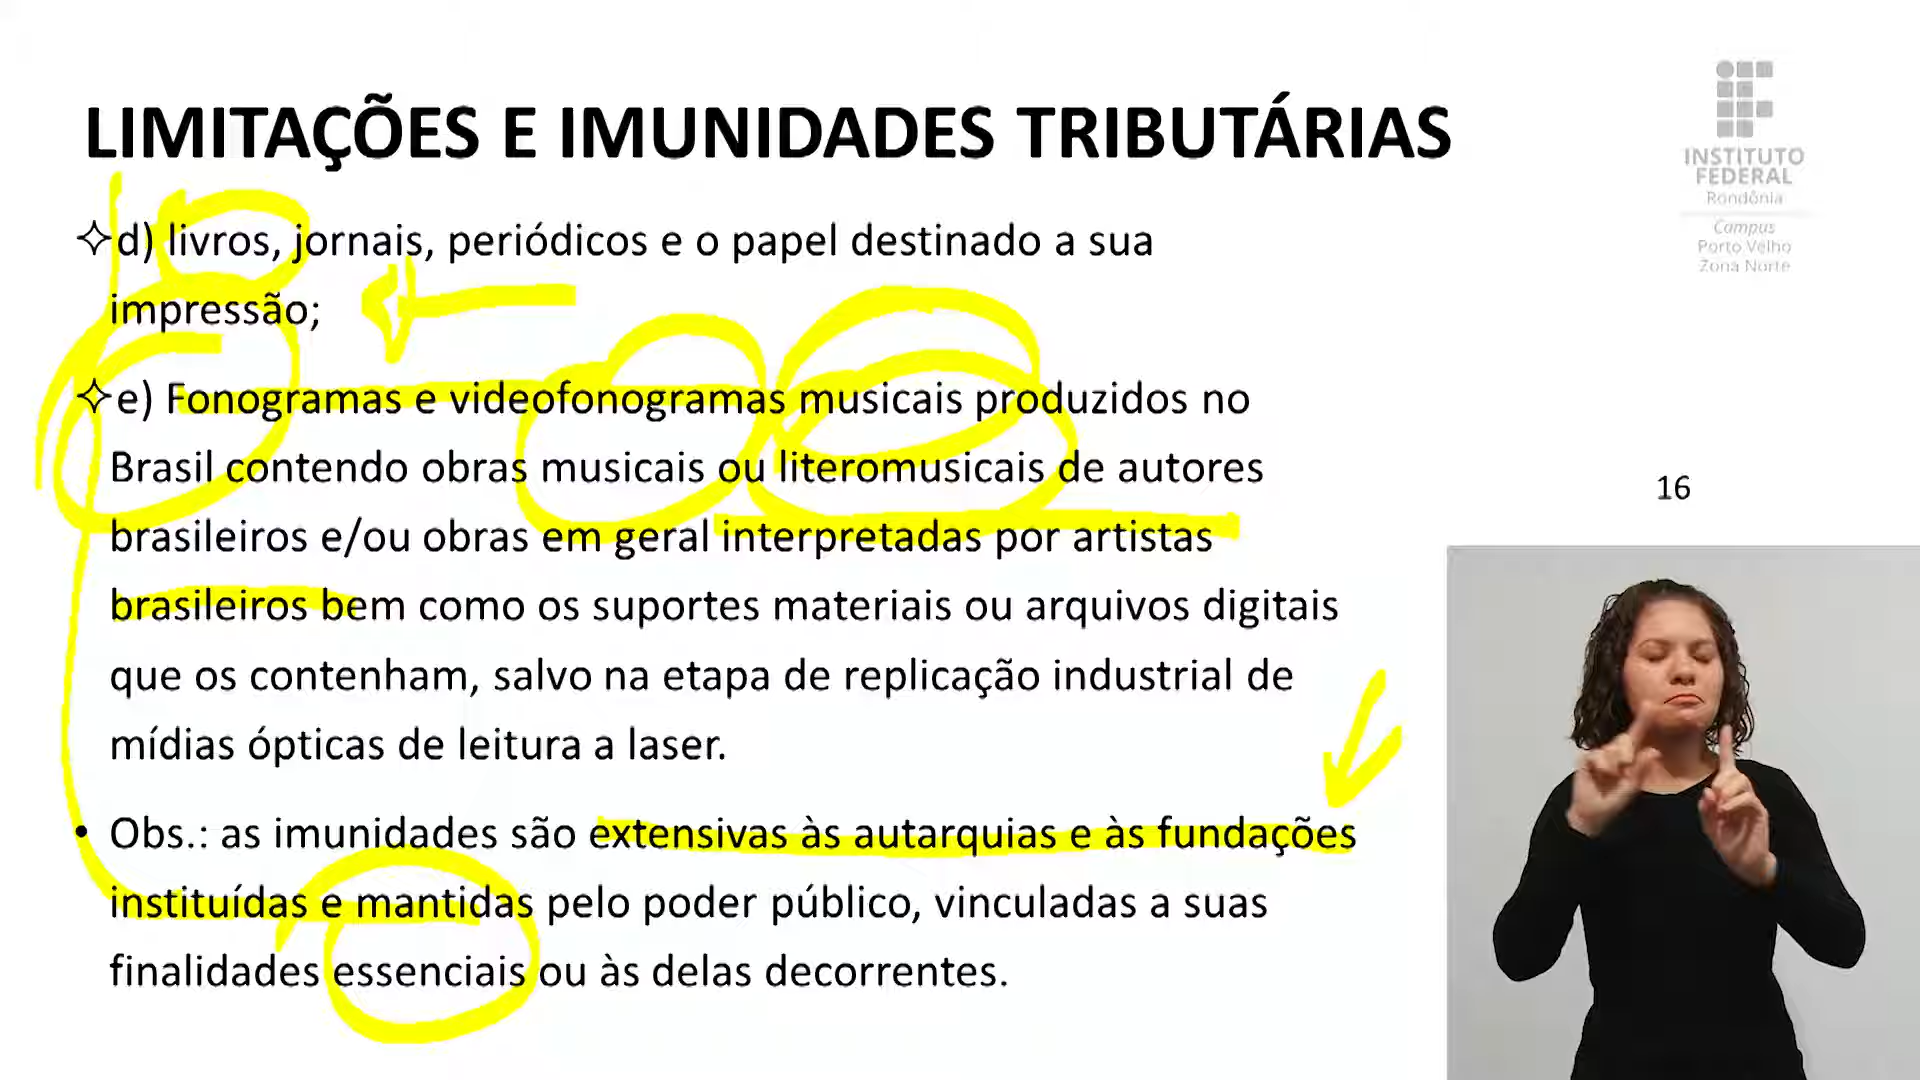 LIMITAÇÕES E IMUNIDADES TRIBUTÁRIAS
INSTITUTO
FEDERAL
Rondônia
Campus
Porto Velho
Zona Norte
d) livros, jornais, periódicos e o papel destinado a sua
impressão;
e) Fonogramas e videofonogramas musicais produzidos no
Brasil contendo obras musicais ou literomusicais de autores
brasileiros e/ou obras em geral interpretadas por artistas
brasileiros bem como os suportes materiais ou arquivos digitais
que os contenham, salvo na etapa de replicação industrial de
mídias ópticas de leitura a laser.
• Obs.: as imunidades são extensivas às autarquias e às fundações
instituídas e mantidas pelo poder público, vinculadas a suas
finalidades essenciais ou às delas decorrentes.
16